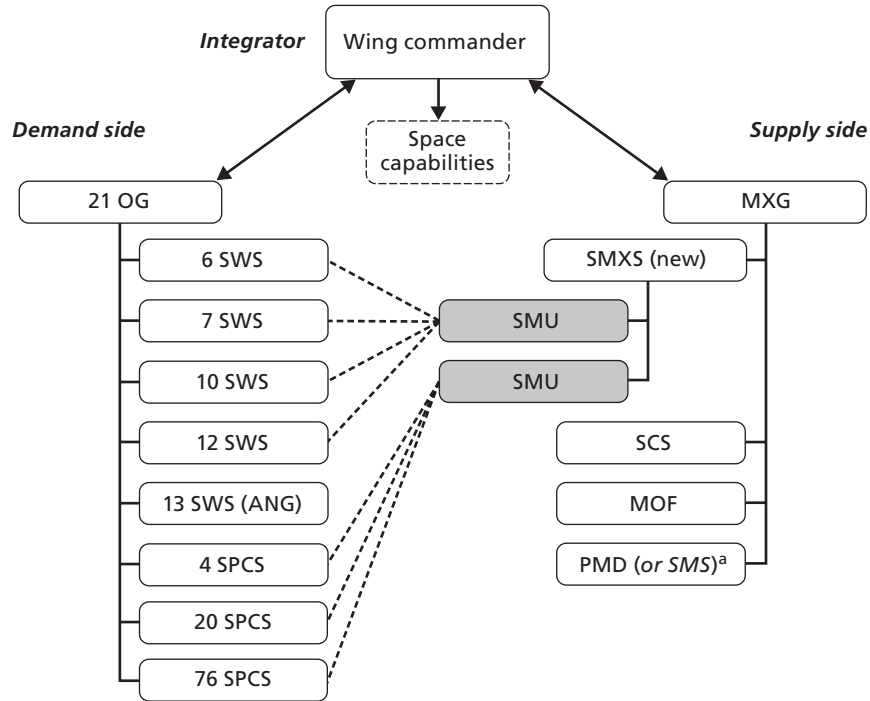 Integrator
Wing commander
Demand side
Space
capabilities
Supply side
21 OG
MXG
6 SWS
SMXS (new)
7 SWS
SMU
10 SWS
SMU
12 SWS
SCS
13 SWS (ANG)
MOF
4 SPCS
PMD (or SMS)ᵃ
20 SPCS
76 SPCS